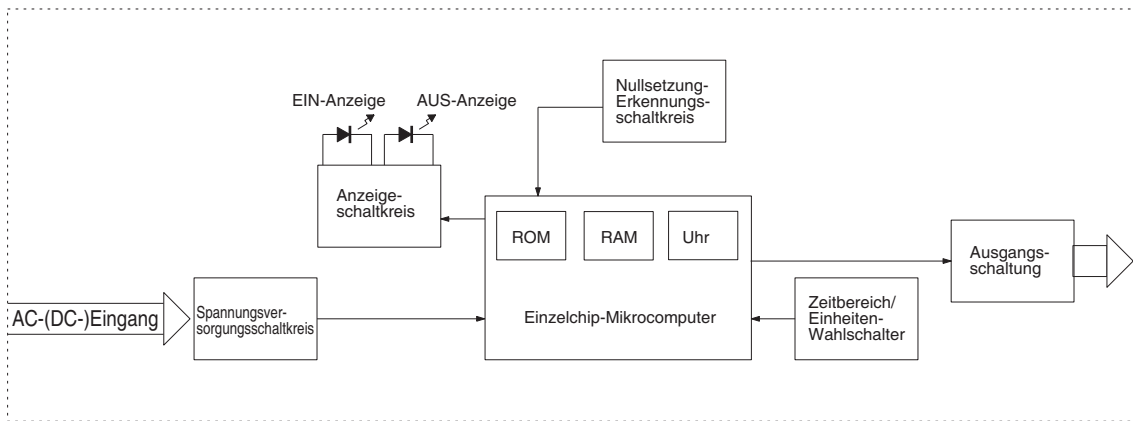 Nullsetzung-
Erkennungs-
schaltkreis
EIN-Anzeige
AUS-Anzeige
Anzeige-
schaltkreis
ROM
RAM
Uhr
Einzelchip-Mikrocomputer
Ausgangs-
schaltung
AC-(DC-)Eingang
Spannungsver-
sorgungsschaltkreis
Zeitbereich/
Einheiten-
Wahlschalter